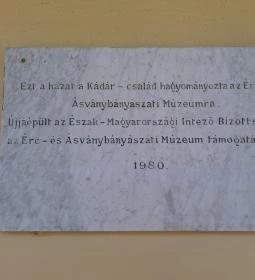 Ezt a házat a Kádár - család hagyományozta az Ér
Ásványbányászati Múzeumra.
Újjáépült az Észak - Magyarországi Intéző Bizotts
az Érc - és Ásványbányászati Múzeum támogatá
1980.